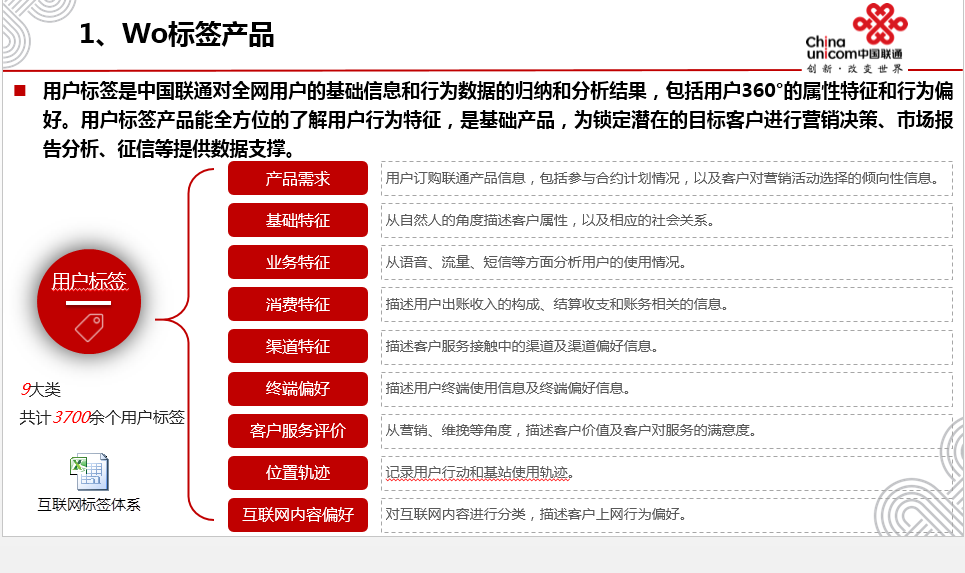 1、Wo标签产品
China
unicom中国联通
创新·改变世界
用户标签是中国联通对全网用户的基础信息和行为数据的归纳和分析结果，包括用户360°的属性特征和行为偏
好。用户标签产品能全方位的了解用户行为特征，是基础产品，为锁定潜在的目标客户进行营销决策、市场报
告分析、征信等提供数据支撑。
用户标签
9大类
共计3700余个用户标签
互联网标签体系
产品需求
用户订购联通产品信息，包括参与合约计划情况，以及客户对营销活动选择的倾向性信息。
基础特征
从自然人的角度描述客户属性，以及相应的社会关系。
业务特征
从语音、流量、短信等方面分析用户的使用情况。
消费特征
描述用户出账收入的构成、结算收支和账务相关的信息。
渠道特征
描述客户服务接触中的渠道及渠道偏好信息。
终端偏好
描述用户终端使用信息及终端偏好信息。
客户服务评价
从营销、维挽等角度，描述客户价值及客户对服务的满意度。
位置轨迹
记录用户行动和基站使用轨迹。
互联网内容偏好
对互联网内容进行分类，描述客户上网行为偏好。